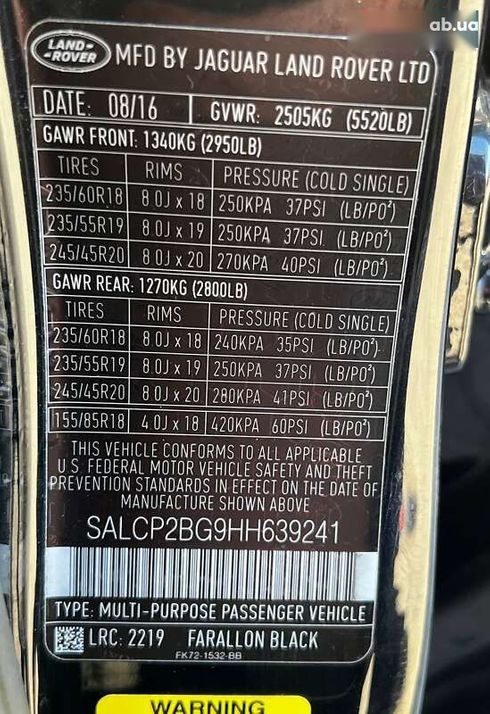 ab.ua
LAND-
-ROVER
MFD BY JAGUAR LAND ROVER LTD
DATE: 08/16 GVWR: 2505KG (5520LB)
GAWR FRONT: 1340KG (2950LB)
TIRES RIMS PRESSURE (COLD SINGLE)
235/60R18 8.0J x 18 250KPA 37PSI (LB/PO²)
235/55R19 8.0J x 19 250KPA 37PSI (LB/PO²)
245/45R20 8.0J x 20 270KPA 40PSI (LB/PO²)
GAWR REAR: 1270KG (2800LB)
TIRES RIMS PRESSURE (COLD SINGLE)
235/60R18 8.0J x 18 240KPA 35PSI (LB/PO²)
235/55R19 8.0J x 19 250KPA 37PSI (LB/PO²)
245/45R20 8.0J x 20 280KPA 41PSI (LB/PO²)
155/85R18 4.0J x 18 420KPA 60PSI (LB/PO²)
THIS VEHICLE CONFORMS TO ALL APPLICABLE
U.S. FEDERAL MOTOR VEHICLE SAFETY AND THEFT
PREVENTION STANDARDS IN EFFECT ON THE DATE OF
MANUFACTURE SHOWN ABOVE
SALCP2BG9HH639241
TYPE: MULTI-PURPOSE PASSENGER VEHICLE
LRC: 2219 FARALLON BLACK
FK72-1532-BB
WARNING